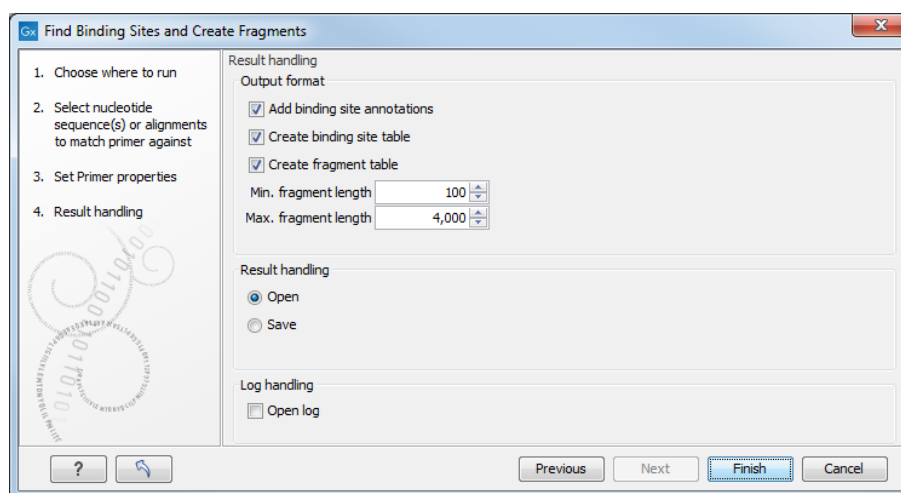 Gx Find Binding Sites and Create Fragments
X
1. Choose where to run
2. Select nucleotide
sequence(s) or alignments
to match primer against
3. Set Primer properties
4. Result handling
Result handling
Output format
Add binding site annotations
Create binding site table
Create fragment table
Min. fragment length 100
Max. fragment length 4,000
Result handling
Open
Save
Log handling
Open log
? Previous Next Finish Cancel